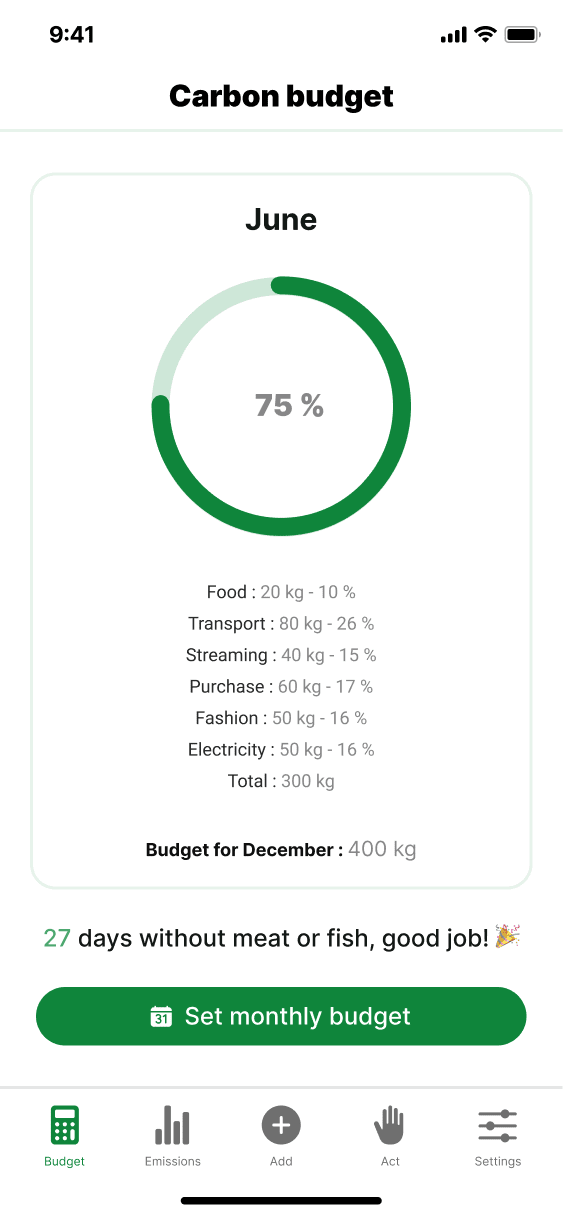 9:41
Carbon budget
June
75 %
Food : 20 kg - 10 %
Transport : 80 kg - 26 %
Streaming : 40 kg - 15 %
Purchase : 60 kg - 17 %
Fashion : 50 kg - 16 %
Electricity : 50 kg - 16 %
Total : 300 kg
Budget for December : 400 kg
27 days without meat or fish, good job! 🎉
31 Set monthly budget
Budget Emissions Add Act Settings